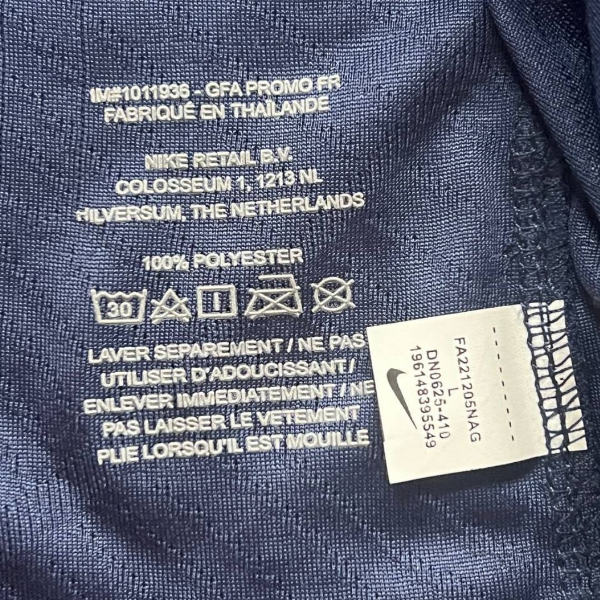 IM#1011936 - GFA PROMO FR
FABRIQUÉ EN THAÏLANDE
NIKE RETAIL B.V.
COLOSSEUM 1, 1213 NL
HILVERSUM, THE NETHERLANDS
100% POLYESTER
30
LAVER SEPAREMENT / NE PAS
UTILISER D'ADOUCISSANT /
ENLEVER IMMEDIATEMENT / NE
PAS LAISSER LE VETEMENT
PLIE LORSQU'IL EST MOUILLE
FA221205NAG
L
DN0625-410
196148395549